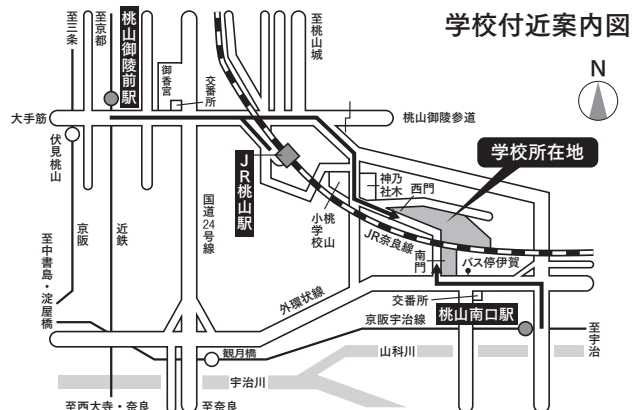 学校付近案内図
N
至三条
至京都
桃山御陵前駅
御香宮
交番所
至桃山城
大手筋
伏見桃山
桃山御陵参道
学校所在地
JR桃山駅
乃木神社
西門
桃山小学校
国道24号線
京阪
近鉄
JR奈良線
南門
バス停伊賀
至中書島・淀屋橋
外環状線
交番所
桃山南口駅
京阪宇治線
至宇治
観月橋
山科川
宇治川
至西大寺・奈良
至奈良